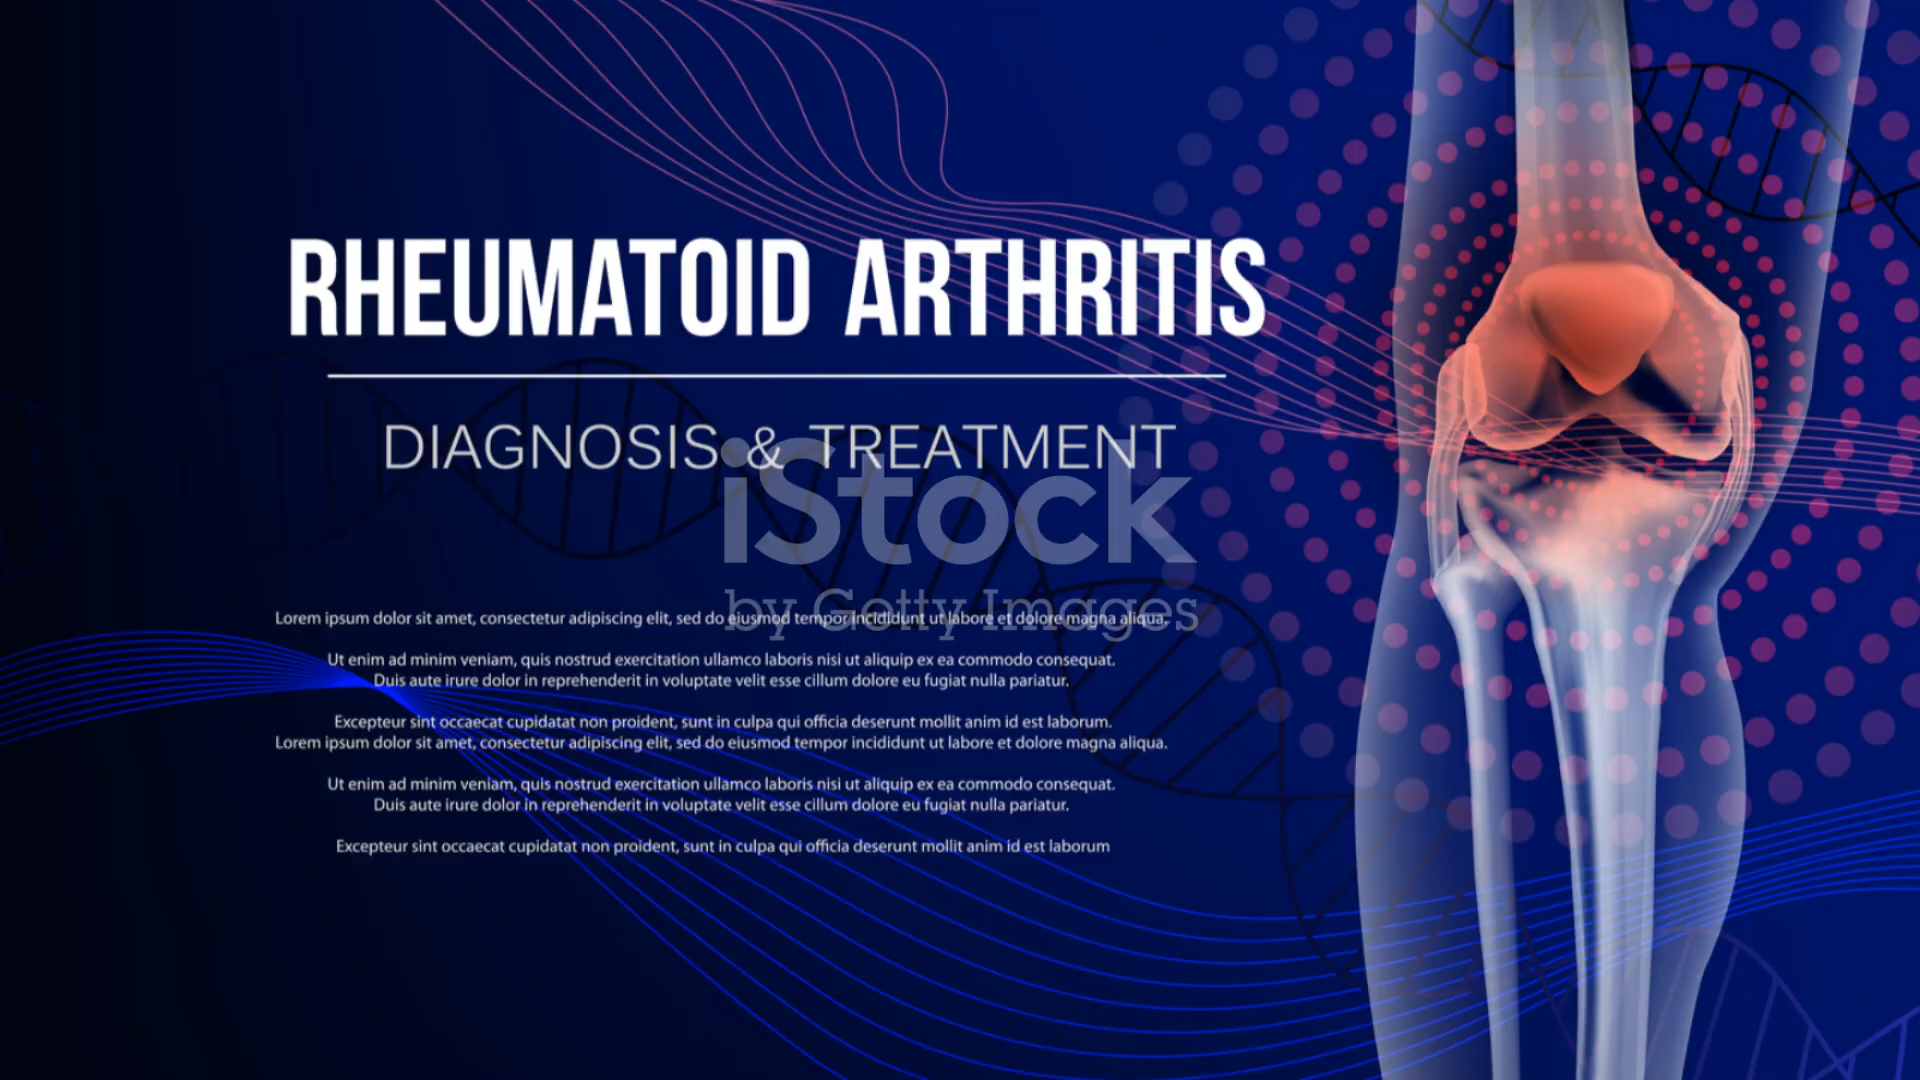 RHEUMATOID ARTHRITIS
DIAGNOSIS & TREATMENT
iStock
by Getty Images
Lorem ipsum dolor sit amet, consectetur adipiscing elit, sed do eiusmod tempor incididunt ut labore et dolore magna aliqua.
Ut enim ad minim veniam, quis nostrud exercitation ullamco laboris nisi ut aliquip ex ea commodo consequat.
Duis aute irure dolor in reprehenderit in voluptate velit esse cillum dolore eu fugiat nulla pariatur.
Excepteur sint occaecat cupidatat non proident, sunt in culpa qui officia deserunt mollit anim id est laborum.
Lorem ipsum dolor sit amet, consectetur adipiscing elit, sed do eiusmod tempor incididunt ut labore et dolore magna aliqua.
Ut enim ad minim veniam, quis nostrud exercitation ullamco laboris nisi ut aliquip ex ea commodo consequat.
Duis aute irure dolor in reprehenderit in voluptate velit esse cillum dolore eu fugiat nulla pariatur.
Excepteur sint occaecat cupidatat non proident, sunt in culpa qui officia deserunt mollit anim id est laborum